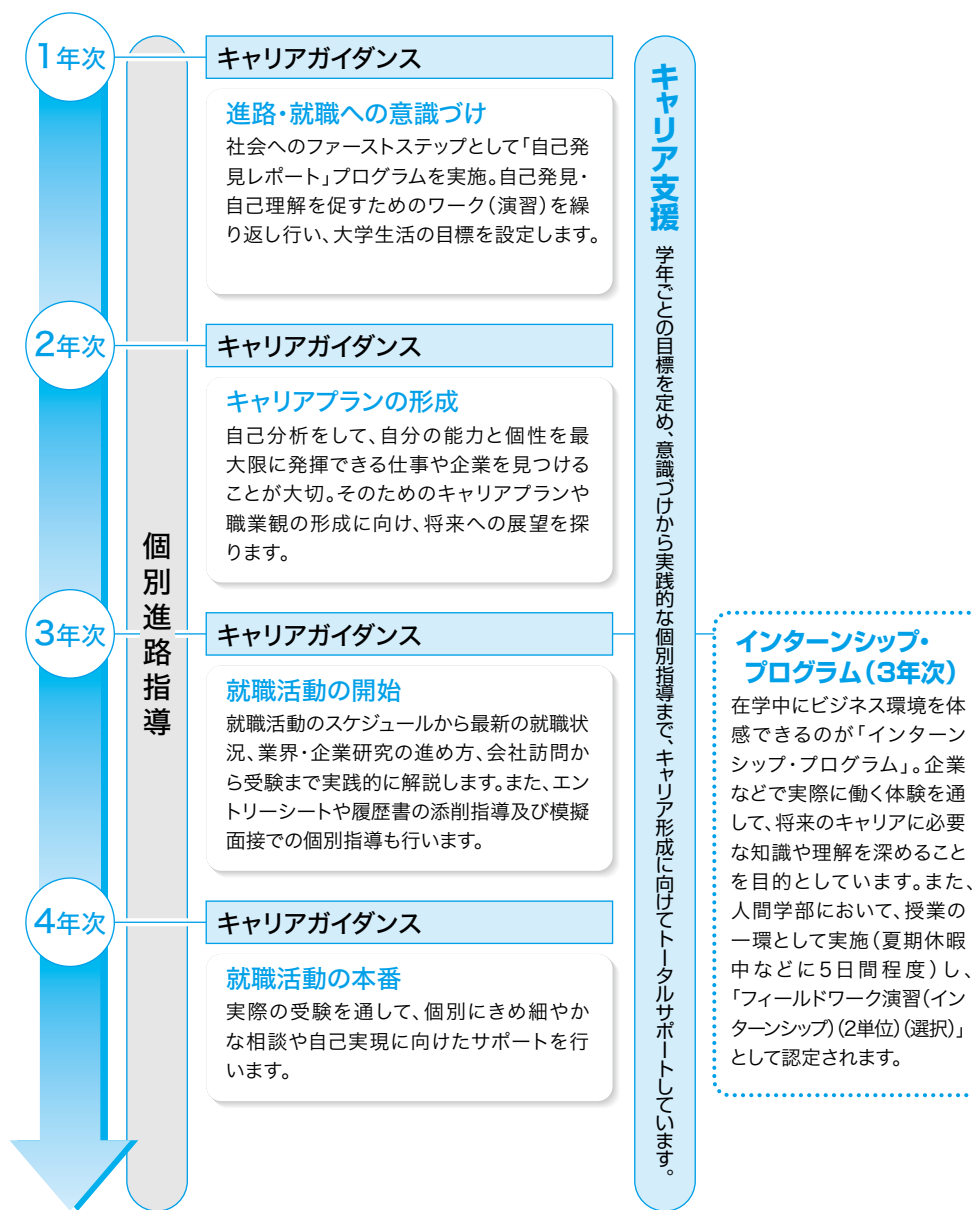 1年次
キャリアガイダンス
進路・就職への意識づけ
社会へのファーストステップとして「自己発
見レポート」プログラムを実施。自己発見・
自己理解を促すためのワーク（演習）を繰
り返し行い、大学生活の目標を設定します。
2年次
キャリアガイダンス
キャリアプランの形成
自己分析をして、自分の能力と個性を最
大限に発揮できる仕事や企業を見つける
ことが大切。そのためのキャリアプランや
職業観の形成に向け、将来への展望を探
ります。
3年次
キャリアガイダンス
就職活動の開始
就職活動のスケジュールから最新の就職状
況、業界・企業研究の進め方、会社訪問か
ら受験まで実践的に解説します。また、エン
トリーシートや履歴書の添削指導及び模擬
面接での個別指導も行います。
4年次
キャリアガイダンス
就職活動の本番
実際の受験を通して、個別にきめ細やか
な相談や自己実現に向けたサポートを行
います。
個別進路指導
キャリア支援
学年ごとの目標を定め、意識づけから実践的な個別指導まで、キャリア形成に向けてトータルサポートしています。
インターンシップ・
プログラム（3年次）
在学中にビジネス環境を体
感できるのが「インターン
シップ・プログラム」。企業
などで実際に働く体験を通
して、将来のキャリアに必要
な知識や理解を深めること
を目的としています。また、
人間学部において、授業の
一環として実施（夏期休暇
中などに5日間程度）し、
「フィールドワーク演習（イン
ターンシップ）（2単位）（選択）」
として認定されます。